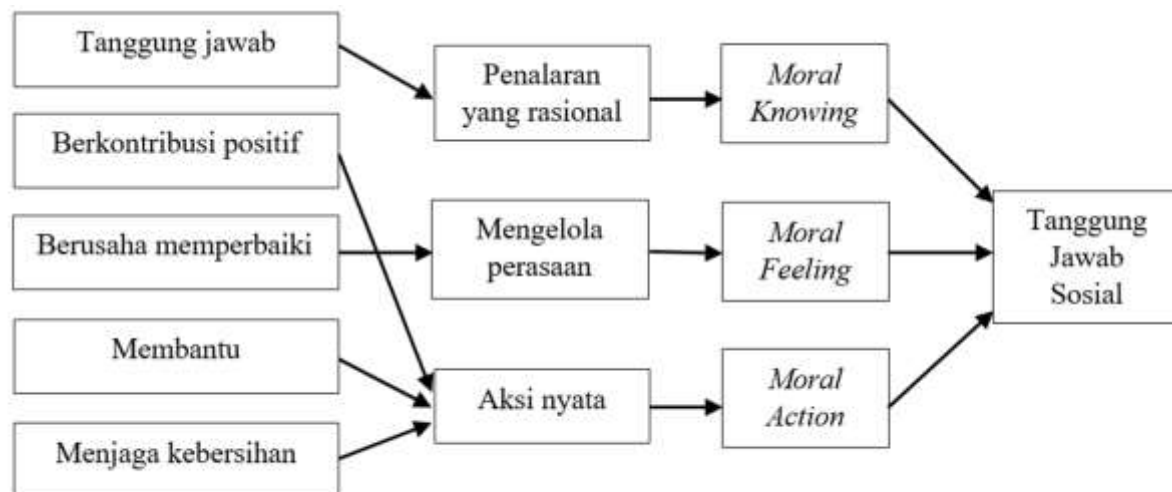 Tanggung jawab
Berkontribusi positif
Berusaha memperbaiki
Membantu
Menjaga kebersihan
Penalaran
yang rasional
Mengelola
perasaan
Aksi nyata
Moral
Knowing
Moral
Feeling
Moral
Action
Tanggung
Jawab
Sosial